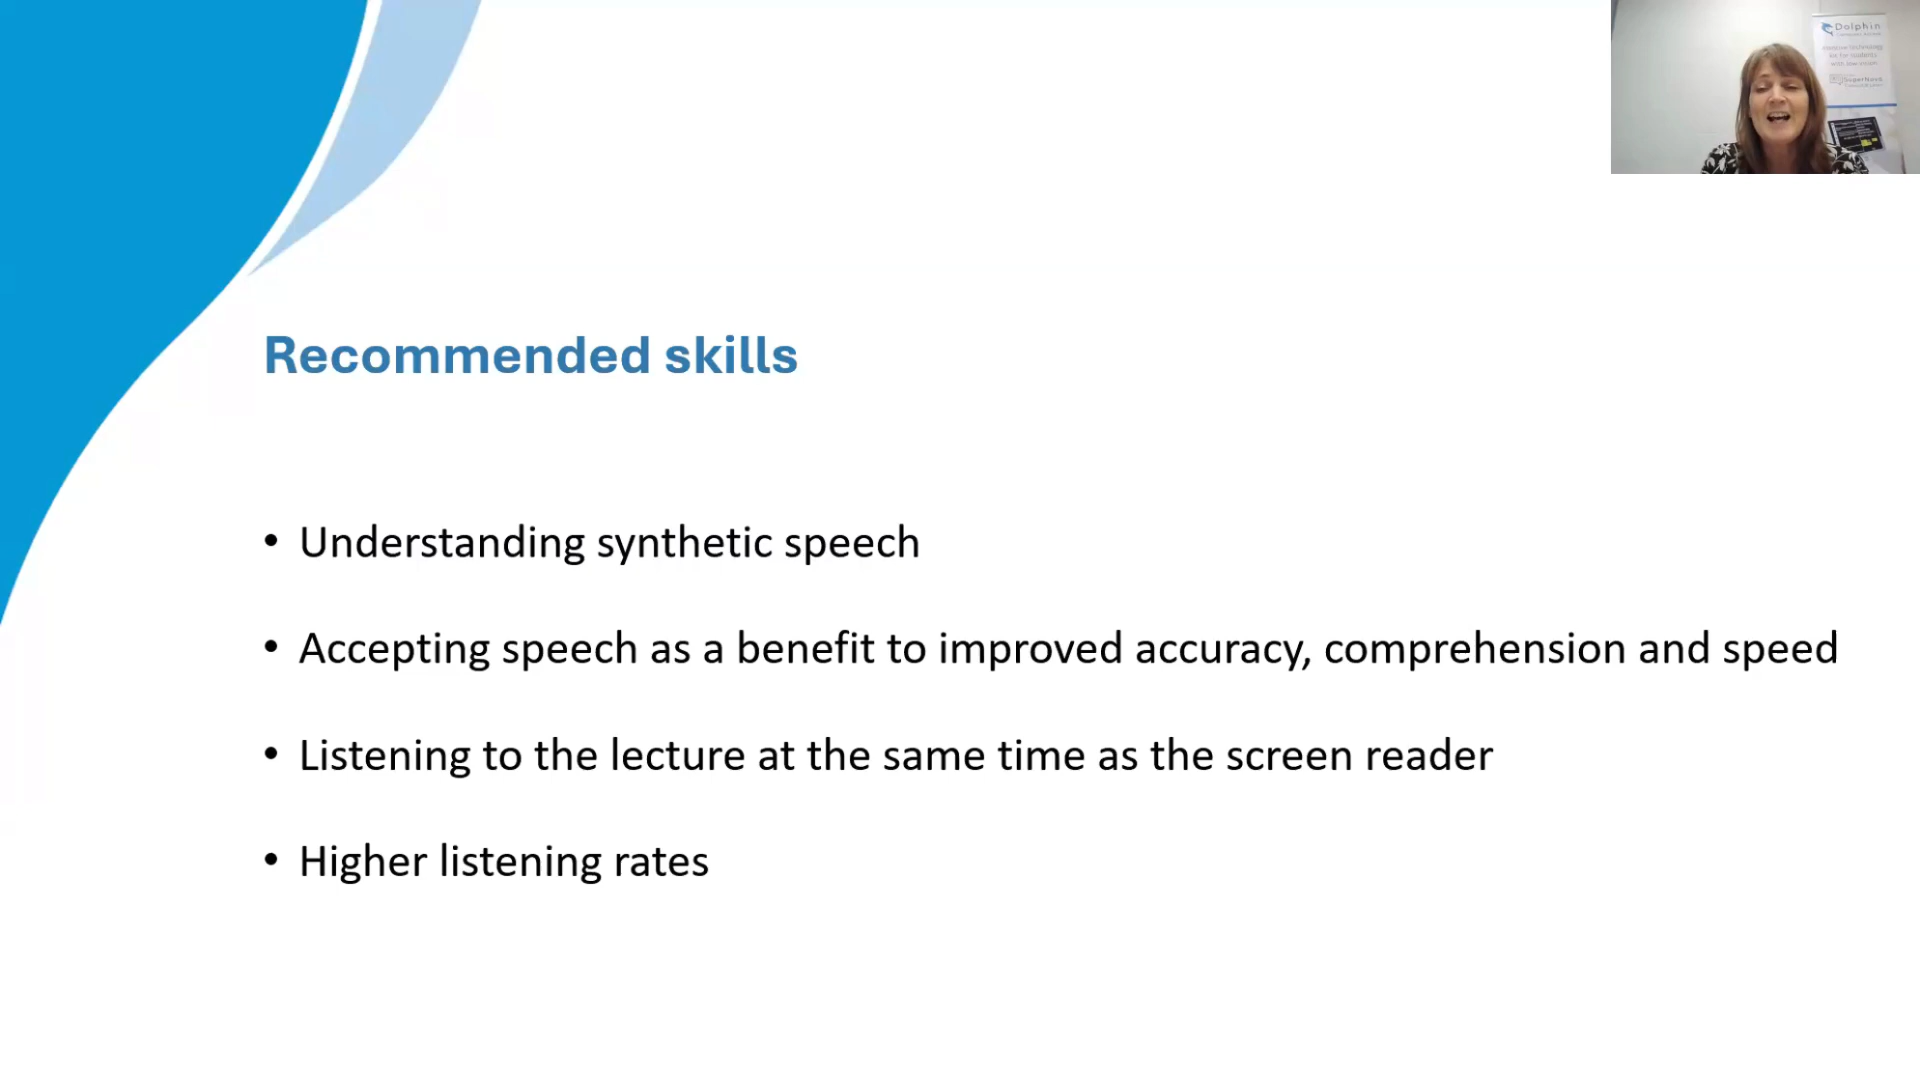 Dolphin
Recommended skills
• Understanding synthetic speech
• Accepting speech as a benefit to improved accuracy, comprehension and speed
• Listening to the lecture at the same time as the screen reader
• Higher listening rates